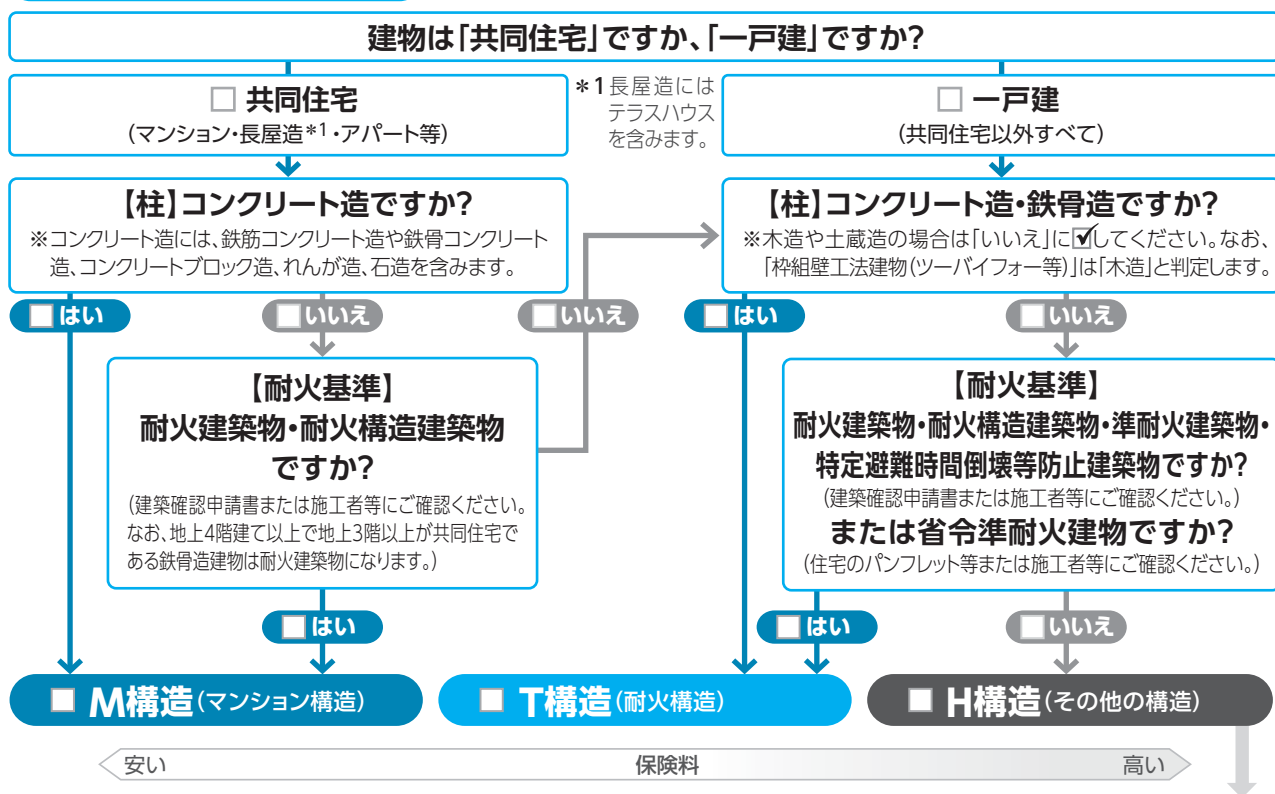 建物は「共同住宅」ですか、「一戸建」ですか?
□ 共同住宅
(マンション・長屋造*1・アパート等)
*1 長屋造には
テラスハウス
を含みます。
□ 一戸建
(共同住宅以外すべて)
【柱】コンクリート造ですか?
※コンクリート造には、鉄筋コンクリート造や鉄骨コンクリート
造、コンクリートブロック造、れんが造、石造を含みます。
【柱】コンクリート造・鉄骨造ですか?
※木造や土蔵造の場合は「いいえ」に☑してください。なお、
「枠組壁工法建物(ツーバイフォー等)」は「木造」と判定します。
□はい
□いいえ
□いいえ
□はい
□いいえ
【耐火基準】
耐火建築物・耐火構造建築物
ですか?
(建築確認申請書または施工者等にご確認ください。
なお、地上4階建て以上で地上3階以上が共同住宅で
ある鉄骨造建物は耐火建築物になります。)
【耐火基準】
耐火建築物・耐火構造建築物・準耐火建築物・
特定避難時間倒壊等防止建築物ですか?
(建築確認申請書または施工者等にご確認ください。)
または省令準耐火建物ですか?
(住宅のパンフレット等または施工者等にご確認ください。)
□はい
□はい
□いいえ
□ M構造(マンション構造)
□ T構造(耐火構造)
□ H構造(その他の構造)
安い
保険料
高い